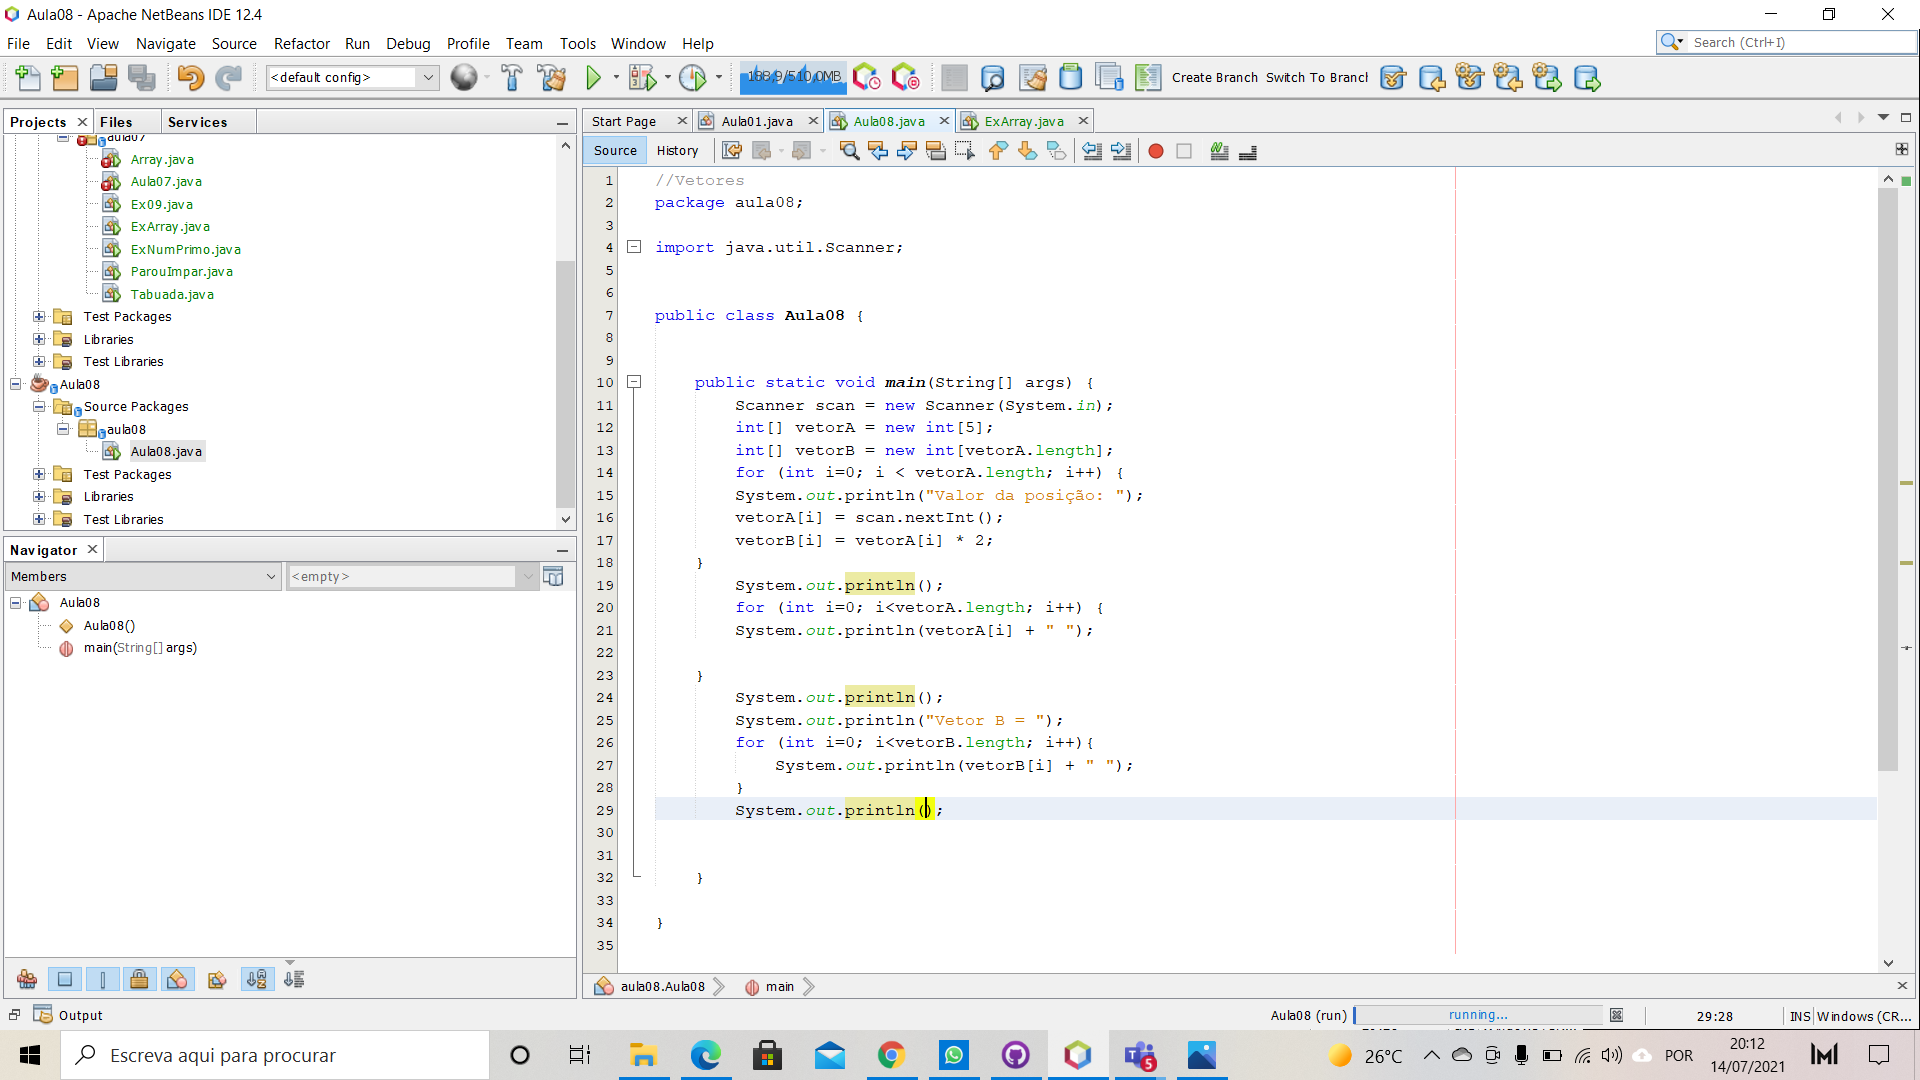 Aula08 - Apache NetBeans IDE 12.4
File Edit View Navigate Source Refactor Run Debug Profile Team Tools Window Help
Search (Ctrl+I)
<default config>
188,9/510,0MB
Create Branch Switch To Branch
Projects Files Services
aula07
Array.java
Aula07.java
Ex09.java
ExArray.java
ExNumPrimo.java
ParouImpar.java
Tabuada.java
Test Packages
Libraries
Test Libraries
Aula08
Source Packages
aula08
Aula08.java
Test Packages
Libraries
Test Libraries
Navigator
Members
<empty>
Aula08
Aula08()
main(String[] args)
Start Page Aula01.java Aula08.java ExArray.java
Source History
1 //Vetores
2 package aula08;
3
4 import java.util.Scanner;
5
6
7 public class Aula08 {
8
9
10 public static void main(String[] args) {
11 Scanner scan = new Scanner(System.in);
12 int[] vetorA = new int[5];
13 int[] vetorB = new int[vetorA.length];
14 for (int i=0; i < vetorA.length; i++) {
15 System.out.println("Valor da posição: ");
16 vetorA[i] = scan.nextInt();
17 vetorB[i] = vetorA[i] * 2;
18 }
19 System.out.println();
20 for (int i=0; i<vetorA.length; i++) {
21 System.out.println(vetorA[i] + " ");
22
23 }
24 System.out.println();
25 System.out.println("Vetor B = ");
26 for (int i=0; i<vetorB.length; i++){
27 System.out.println(vetorB[i] + " ");
28 }
29 System.out.println();
30
31
32 }
33
34 }
35
aula08.Aula08 main
Output
Aula08 (run) running... 29:28 INS Windows (CR...
Escreva aqui para procurar
5
26°C
POR
20:12
14/07/2021